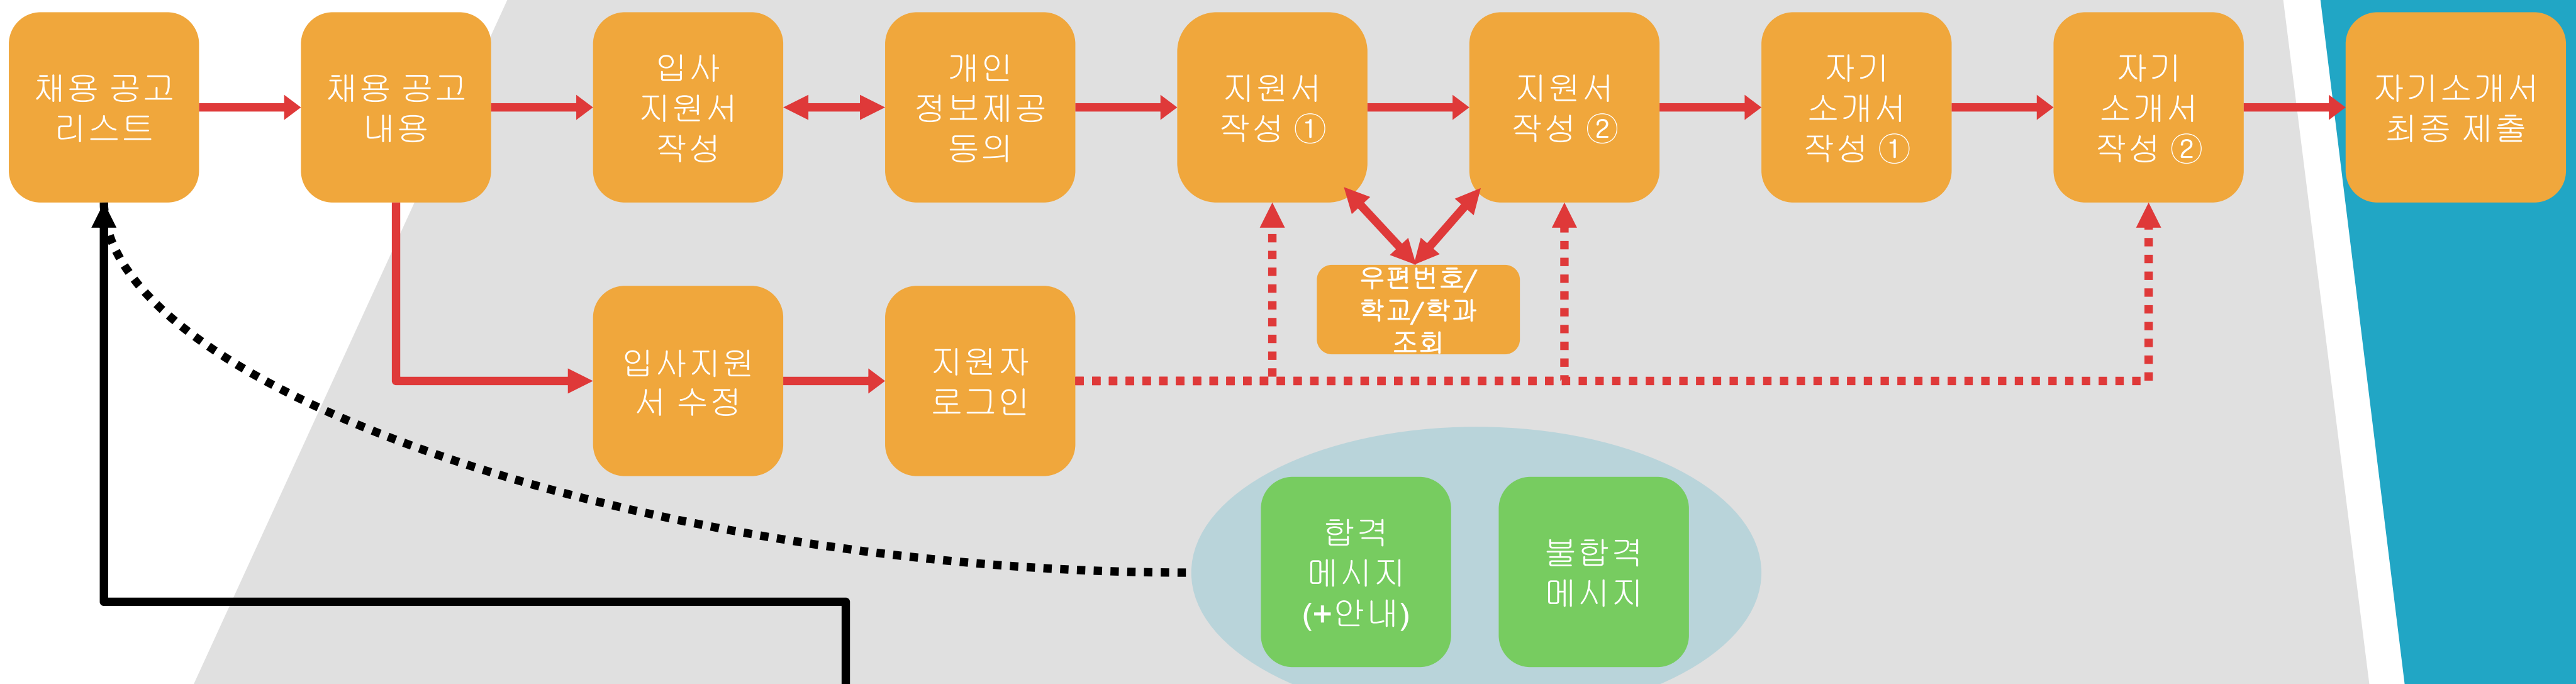 채용 공고
리스트
채용 공고
내용
입사
지원서
작성
개인
정보제공
동의
지원서
작성 ①
지원서
작성 ②
자기
소개서
작성 ①
자기
소개서
작성 ②
자기소개서
최종 제출
우편번호/
학교/학과
조회
입사지원
서 수정
지원자
로그인
합격
메시지
(+안내)
불합격
메시지